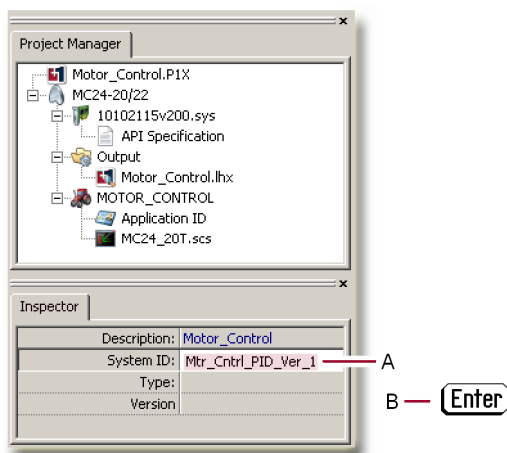 Project Manager
Motor_Control.P1X
MC24-20/22
10102115v200.sys
API Specification
Output
Motor_Control.lhx
MOTOR_CONTROL
Application ID
MC24_20T.scs
Inspector
Description: Motor_Control
System ID: Mtr_Cntrl_PID_Ver_1 A
Type:
Version
B Enter